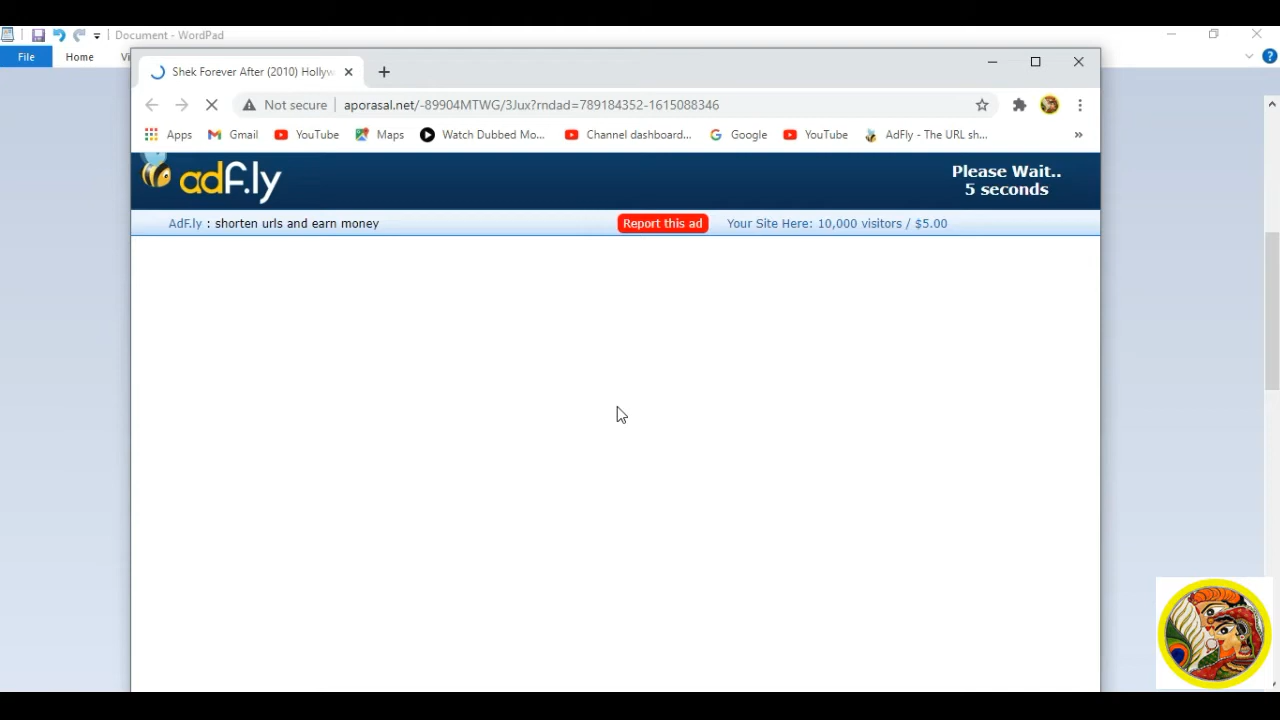 Document - WordPad
File Home Vi
Shek Forever After (2010) Hollyw
Not secure aporasal.net/-89904MTWG/3Jux?rndad=789184352-1615088346
Apps Gmail YouTube Maps Watch Dubbed Mo... Channel dashboard... Google YouTube AdFly - The URL sh... »
adf.ly
Please Wait..
5 seconds
AdF.ly : shorten urls and earn money Report this ad Your Site Here: 10,000 visitors / $5.00